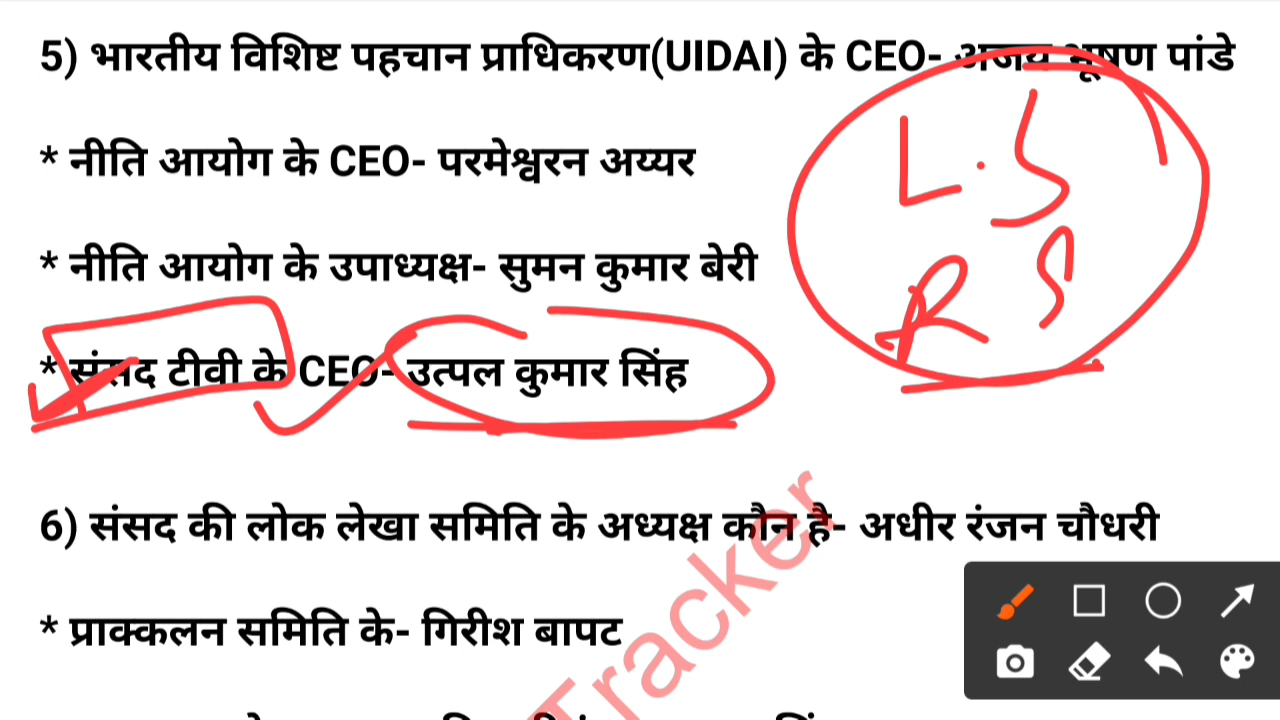 5) भारतीय विशिष्ट पहचान प्राधिकरण(UIDAI) के CEO- अजय भूषण पांडे
L.S
* नीति आयोग के CEO- परमेश्वरन अय्यर
* नीति आयोग के उपाध्यक्ष- सुमन कुमार बेरी
R S
* संसद टीवी के CEO- उत्पल कुमार सिंह
6) संसद की लोक लेखा समिति के अध्यक्ष कौन है- अधीर रंजन चौधरी
* प्राक्कलन समिति के- गिरीश बापट
Tracker